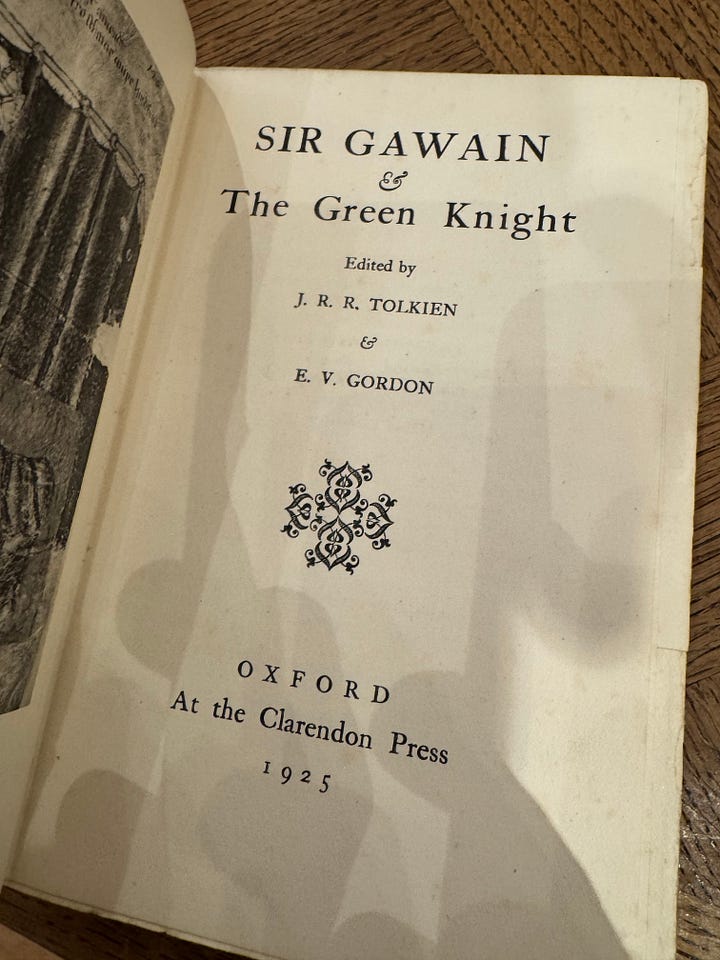 SIR GAWAIN
&
The Green Knight
Edited by
J. R. R. TOLKIEN
&
E. V. GORDON
OXFORD
At the Clarendon Press
1925